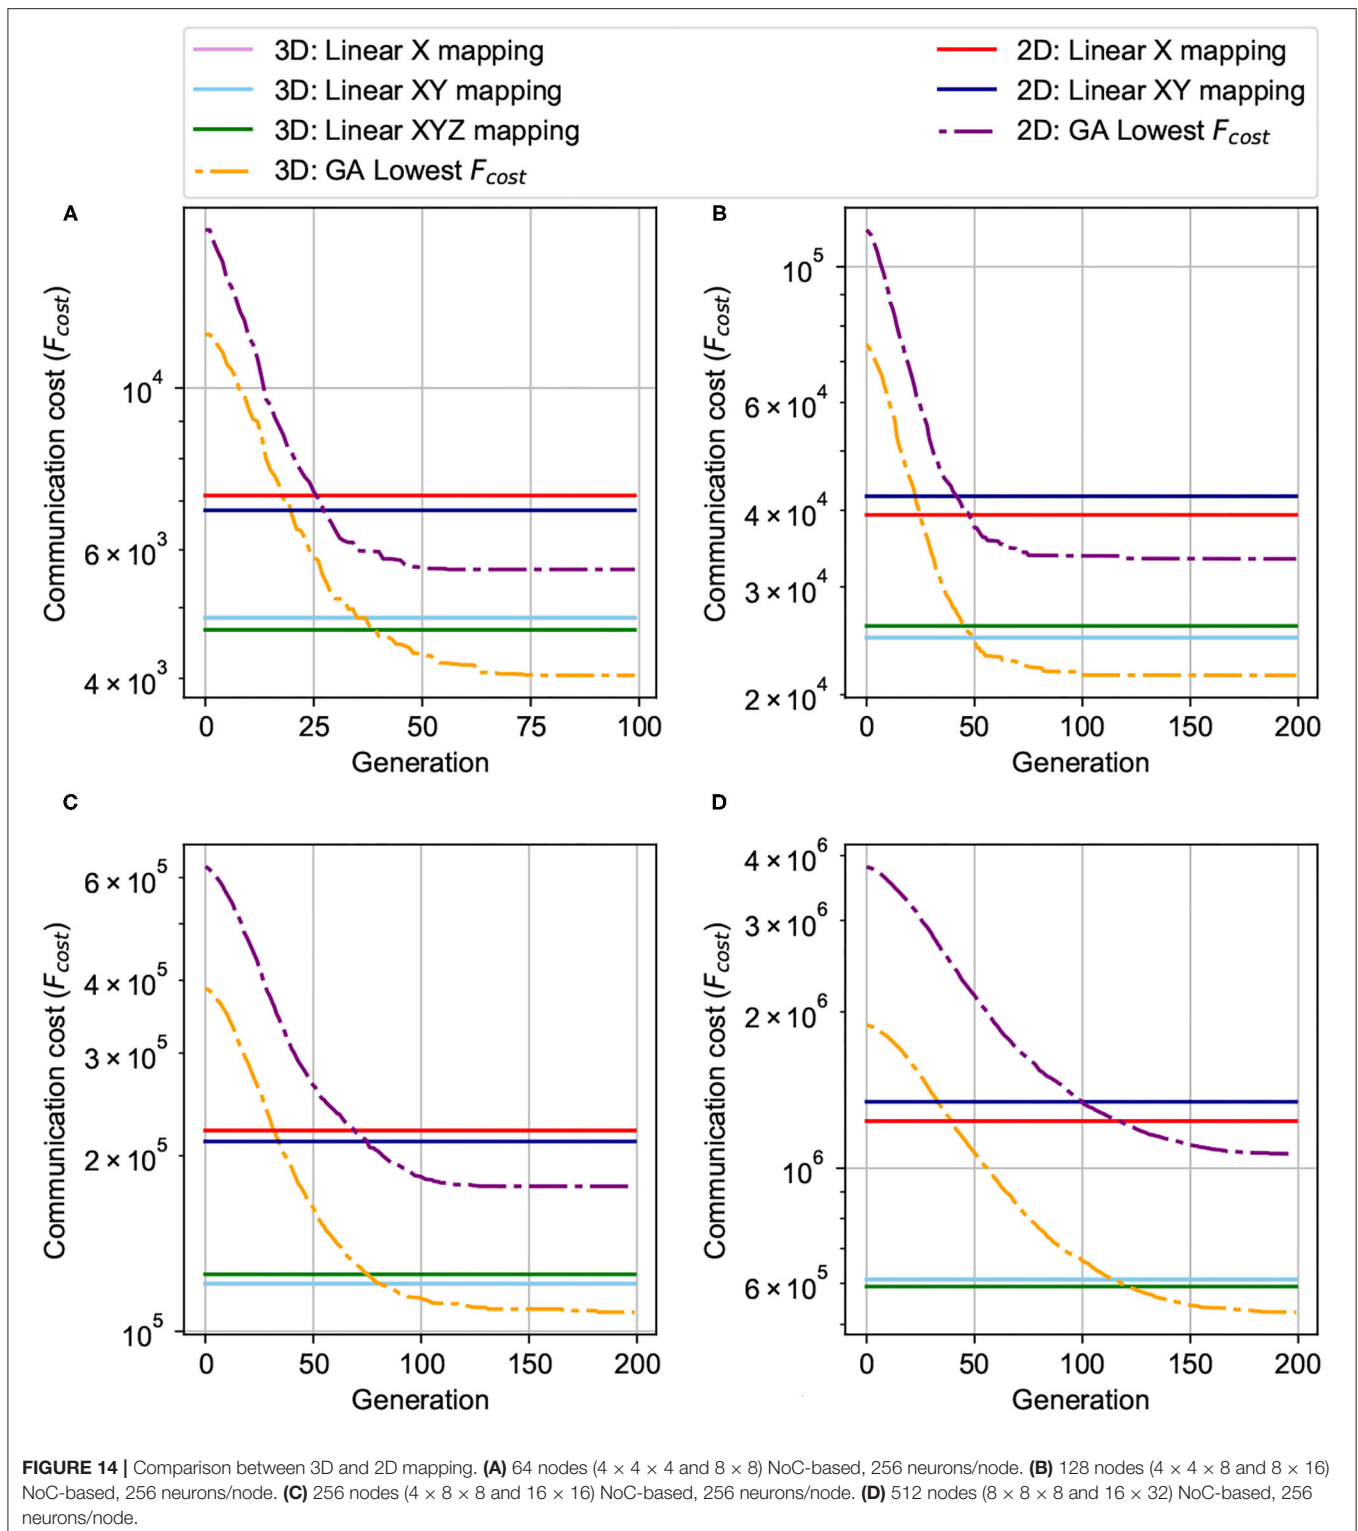 3D: Linear X mapping
3D: Linear XY mapping
3D: Linear XYZ mapping
3D: GA Lowest F_cost
2D: Linear X mapping
2D: Linear XY mapping
2D: GA Lowest F_cost
A
Communication cost (F_cost)
10^4
6 × 10^3
4 × 10^3
0 25 50 75 100
Generation
B
Communication cost (F_cost)
10^5
6 × 10^4
4 × 10^4
3 × 10^4
2 × 10^4
0 50 100 150 200
Generation
C
Communication cost (F_cost)
6 × 10^5
4 × 10^5
3 × 10^5
2 × 10^5
10^5
0 50 100 150 200
Generation
D
Communication cost (F_cost)
4 × 10^6
3 × 10^6
2 × 10^6
10^6
6 × 10^5
0 50 100 150 200
Generation
FIGURE 14 | Comparison between 3D and 2D mapping. (A) 64 nodes (4 × 4 × 4 and 8 × 8) NoC-based, 256 neurons/node. (B) 128 nodes (4 × 4 × 8 and 8 × 16)
NoC-based, 256 neurons/node. (C) 256 nodes (4 × 8 × 8 and 16 × 16) NoC-based, 256 neurons/node. (D) 512 nodes (8 × 8 × 8 and 16 × 32) NoC-based, 256
neurons/node.